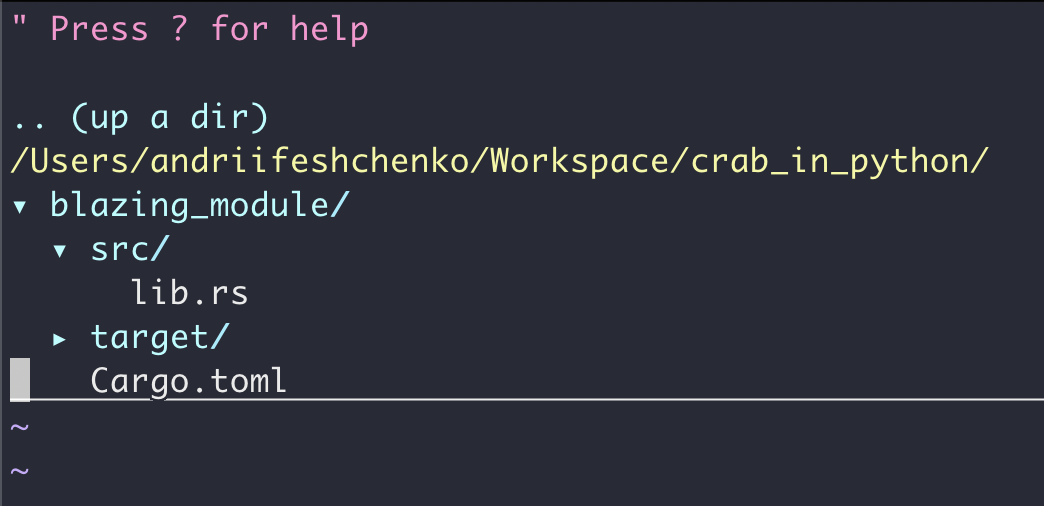 " Press ? for help
.. (up a dir)
/Users/andriifeshchenko/Workspace/crab_in_python/
▾ blazing_module/
▾ src/
lib.rs
▸ target/
Cargo.toml
~
~